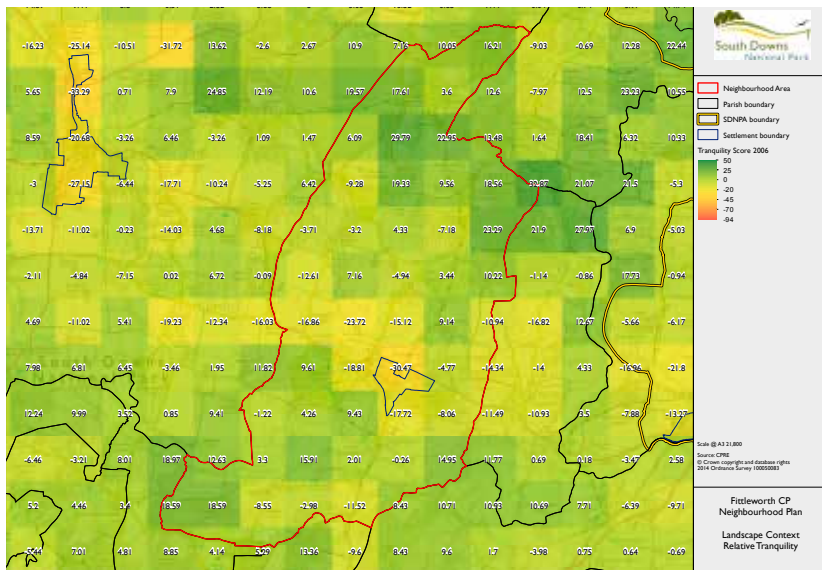 -16.23 -25.14 -10.51 -31.72 13.62 -2.6 2.67 10.9 7.16 10.05 16.21 -9.03 -0.69 12.28 22.44
5.65 -33.29 0.71 7.9 24.85 12.19 10.6 19.57 17.61 3.6 12.6 -7.97 12.5 23.23 10.55
8.59 -20.68 -3.26 6.46 -3.26 1.09 1.47 6.09 29.79 22.95 13.48 1.64 18.41 6.32 10.33
-3 -27.15 -6.44 -17.71 -10.24 -5.25 6.42 -9.28 19.33 9.56 18.56 32.87 21.07 21.5 -5.3
-13.71 -11.02 -0.23 -14.03 4.68 -8.18 -3.71 -3.2 4.33 -7.18 23.29 21.9 27.97 6.9 -5.03
-2.11 -4.84 -7.15 0.02 6.72 -0.09 -12.61 7.16 -4.94 3.44 10.22 -1.14 -0.86 17.73 -0.94
4.69 -11.02 5.41 -19.23 -12.34 -16.03 -16.86 -23.72 -15.12 9.14 -10.94 -16.82 12.67 -5.66 -6.17
7.98 6.81 6.45 -3.46 1.95 11.82 9.61 -18.81 -30.47 -4.77 -14.34 -14 4.33 -16.96 -21.8
12.24 9.99 3.52 0.85 9.41 -1.22 4.26 9.43 -17.72 -8.06 -11.49 -10.93 3.5 -7.88 -13.27
-6.46 -3.21 8.01 18.97 12.63 3.3 15.91 2.01 -0.26 14.95 11.77 0.69 0.18 -3.47 2.58
5.2 4.46 3.4 18.59 18.59 -8.55 -2.98 -11.52 -8.43 10.71 10.93 10.69 7.71 -6.39 -9.71
7.01 4.81 8.85 4.14 5.29 13.36 -9.6 8.43 9.6 1.7 -3.98 0.75 0.64 -0.69
South Downs
National Park
Neighbourhood Area
Parish boundary
SDNPA boundary
Settlement boundary
Tranquility Score 2006
50
25
0
-20
-45
-70
-94
Scale @ A3 21,800
Source: CPRE
© Crown copyright and database rights
2014 Ordnance Survey 100050083
Fittleworth CP
Neighbourhood Plan
Landscape Context
Relative Tranquility